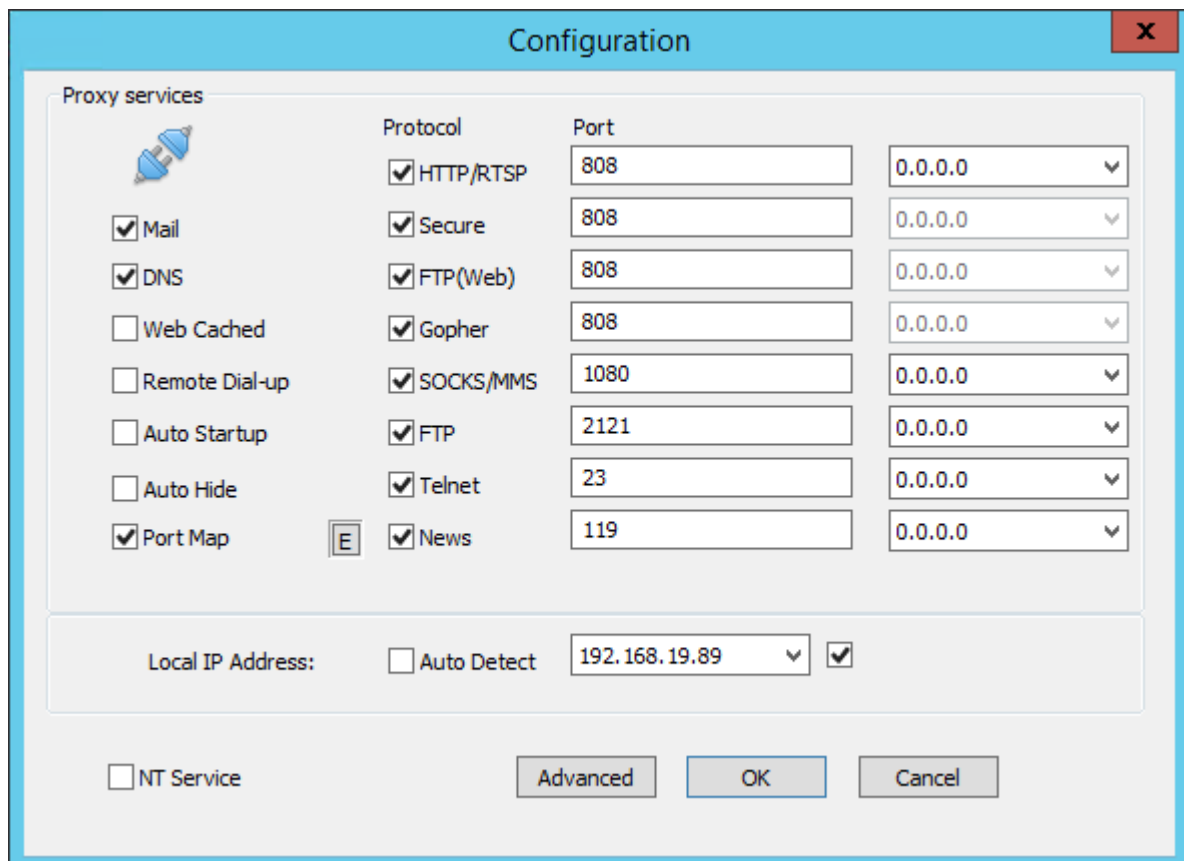 Configuration
x
Proxy services
Protocol Port
HTTP/RTSP 808 0.0.0.0
Mail Secure 808 0.0.0.0
DNS FTP(Web) 808 0.0.0.0
Web Cached Gopher 808 0.0.0.0
Remote Dial-up SOCKS/MMS 1080 0.0.0.0
Auto Startup FTP 2121 0.0.0.0
Auto Hide Telnet 23 0.0.0.0
Port Map E News 119 0.0.0.0
Local IP Address: Auto Detect 192.168.19.89
NT Service Advanced OK Cancel